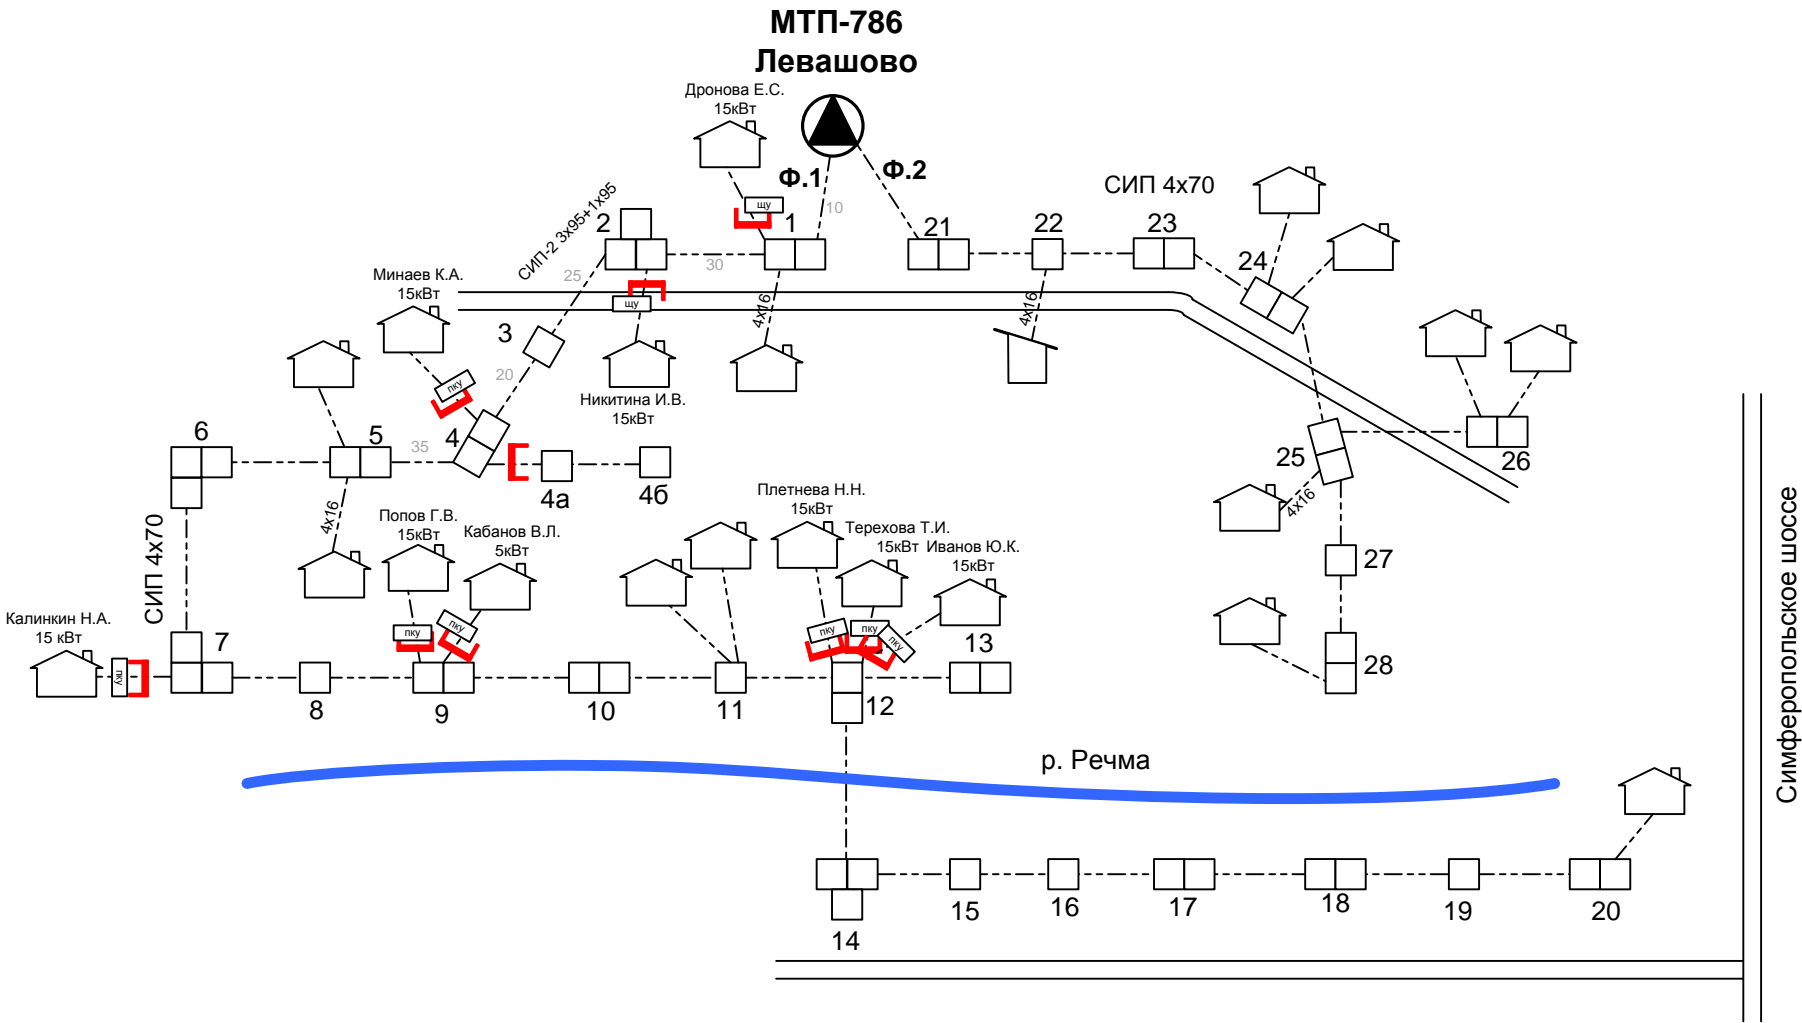 МТП-786
Левашово
Дронова Е.С.
15кВт
Ф.1
Ф.2
щу
10
1
30
2
СИП-2 3х95+1х95
25
щу
4х16
Никитина И.В.
15кВт
3
20
Минаев К.А.
15кВт
пку
4
35
5
6
4а
4б
4х16
СИП 4х70
21
22
23
СИП 4х70
24
4х16
25
26
4х16
27
28
Калинкин Н.А.
15 кВт
пку
7
8
Попов Г.В.
15кВт
пку
Кабанов В.Л.
5кВт
пку
9
10
11
Плетнева Н.Н.
15кВт
пку
Терехова Т.И.
15кВт
пку
Иванов Ю.К.
15кВт
пку
12
13
р. Речма
14
15
16
17
18
19
20
Симферопольское шоссе